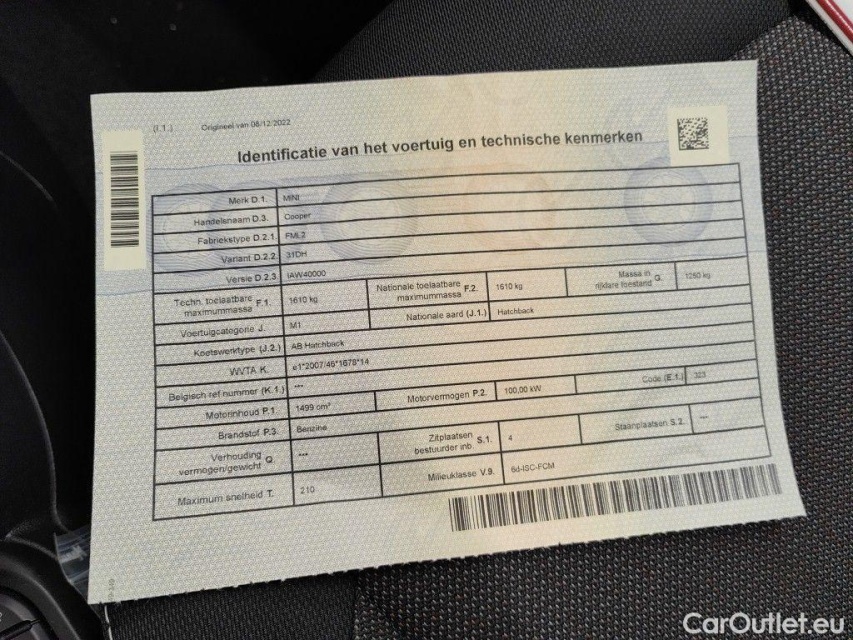 (I.1.) Origineel van 06/12/2022
Identificatie van het voertuig en technische kenmerken
Merk D.1. MINI
Handelsnaam D.3. Cooper
Fabriekstype D.2.1. FML2
Variant D.2.2. 31DH
Versie D.2.3. IAW40000
Techn. toelaatbare maximummassa F.1. 1610 kg Nationale toelaatbare maximummassa F.2. 1610 kg Massa in rijklare toestand G. 1250 kg
Voertuigcategorie J. M1 Nationale aard (J.1.) Hatchback
Koetswerktype (J.2.) AB Hatchback
WVTA K. e1*2007/46*1678*14
Belgisch ref nummer (K.1.) ---
Motorinhoud P.1. 1499 cm³ Motorvermogen P.2. 100,00 kW Code (E.1.) 323
Brandstof P.3. Benzine
Verhouding vermogen/gewicht Q. --- Zitplaatsen bestuurder inb. S.1. 4 Staanplaatsen S.2. ---
Maximum snelheid T. 210 Milieuklasse V.9. 6d-ISC-FCM
CarOutlet.eu